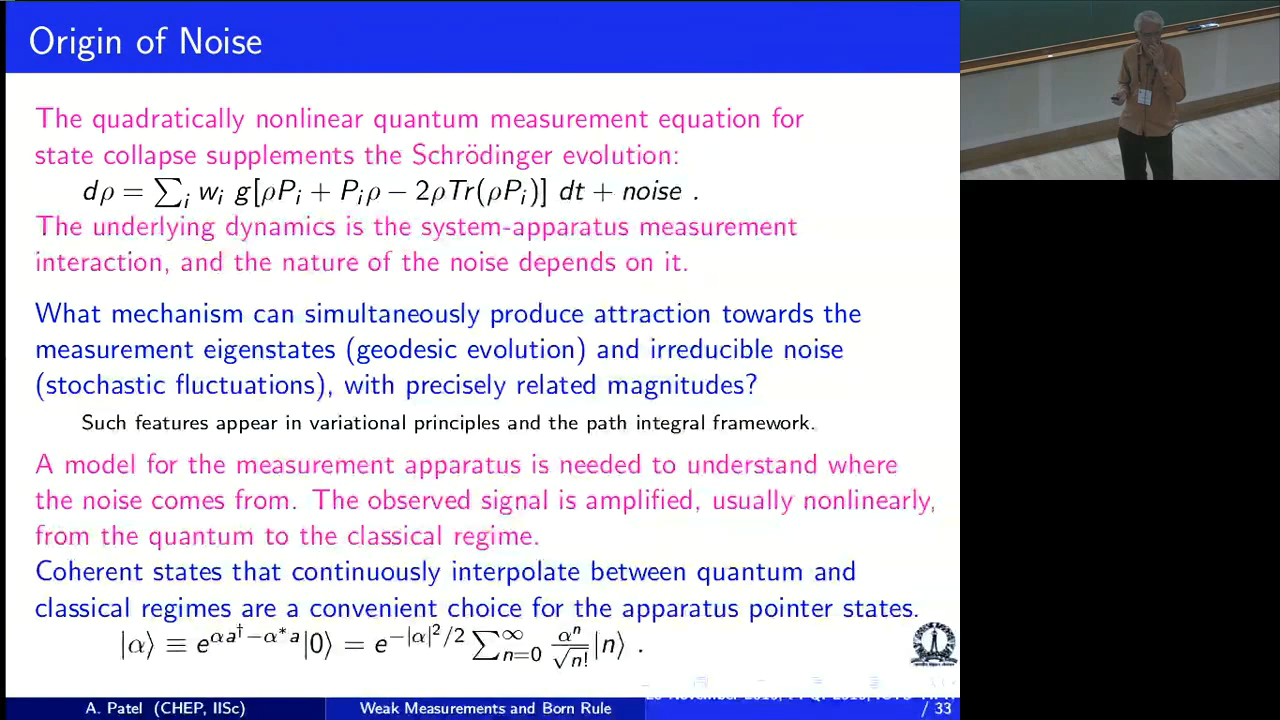 Origin of Noise
The quadratically nonlinear quantum measurement equation for
state collapse supplements the Schrödinger evolution:
dρ = ∑ᵢ wᵢ g[ρPᵢ + Pᵢρ − 2ρTr(ρPᵢ)] dt + noise .
The underlying dynamics is the system-apparatus measurement
interaction, and the nature of the noise depends on it.
What mechanism can simultaneously produce attraction towards the
measurement eigenstates (geodesic evolution) and irreducible noise
(stochastic fluctuations), with precisely related magnitudes?
Such features appear in variational principles and the path integral framework.
A model for the measurement apparatus is needed to understand where
the noise comes from. The observed signal is amplified, usually nonlinearly,
from the quantum to the classical regime.
Coherent states that continuously interpolate between quantum and
classical regimes are a convenient choice for the apparatus pointer states.
|α⟩ ≡ e^{αa†−α*a}|0⟩ = e^{−|α|²/2} ∑_{n=0}^{∞} αⁿ/√n! |n⟩ .
A. Patel (CHEP, IISc) Weak Measurements and Born Rule / 33